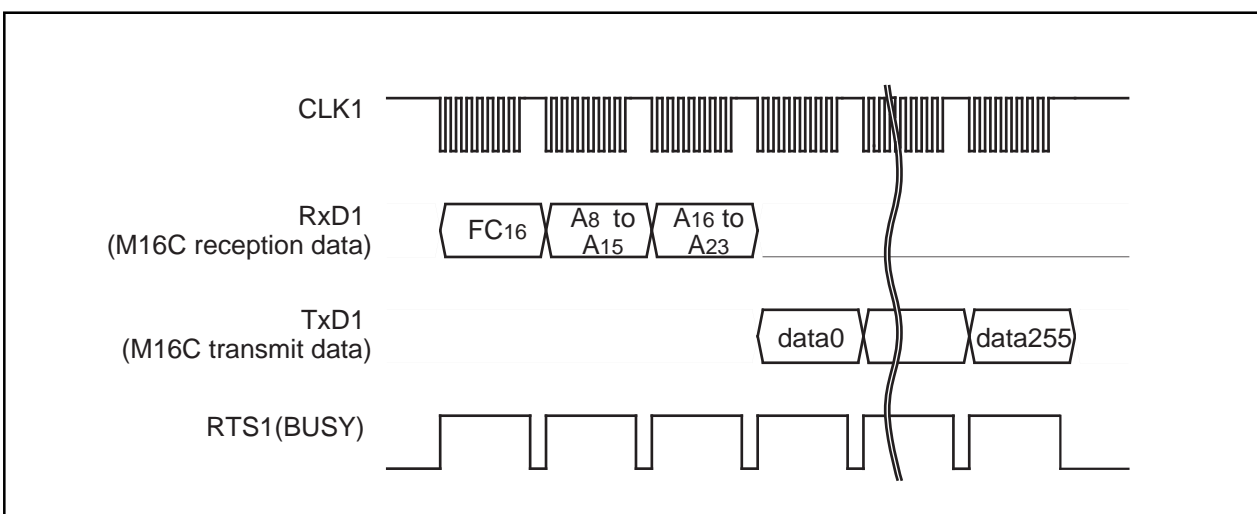 CLK1
RxD1
(M16C reception data)
FC16
A8 to
A15
A16 to
A23
TxD1
(M16C transmit data)
data0
data255
RTS1(BUSY)